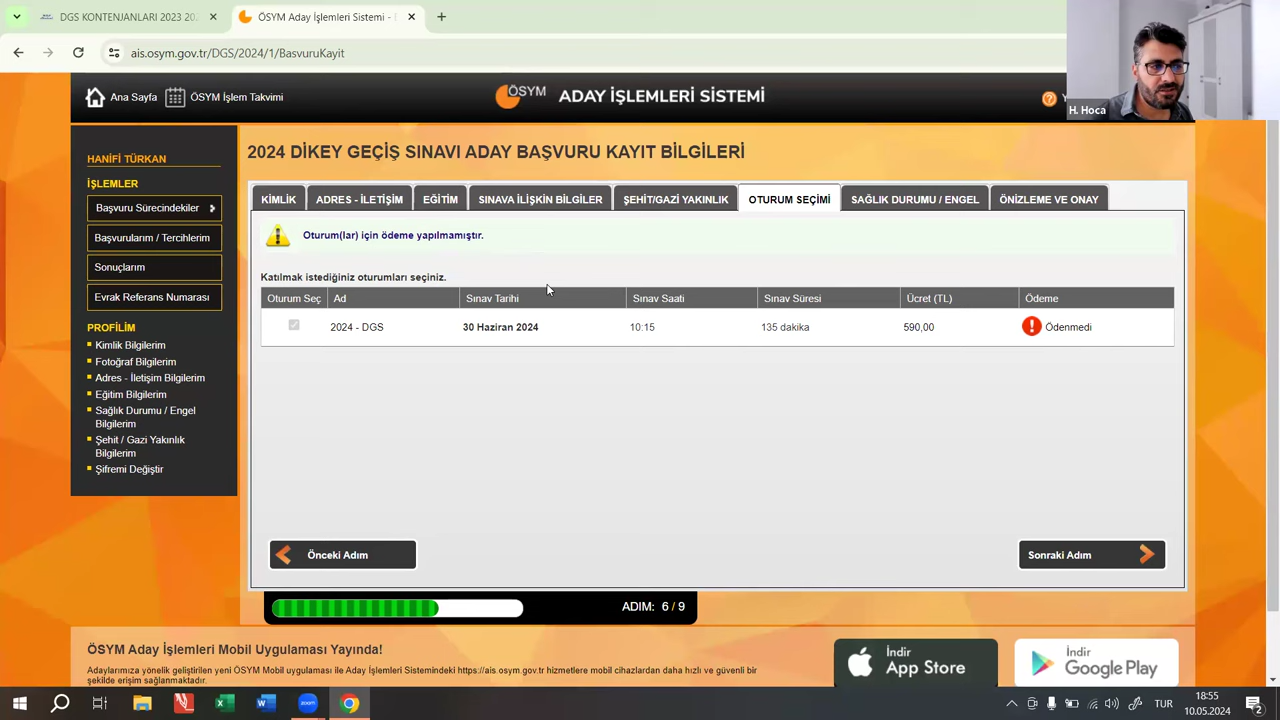 DGS KONTENJANLARI 2023 202
ÖSYM Aday İşlemleri Sistemi -
ais.osym.gov.tr/DGS/2024/1/BasvuruKayit
H. Hoca
Ana Sayfa
ÖSYM İşlem Takvimi
ÖSYM
ADAY İŞLEMLERİ SİSTEMİ
HANİFİ TÜRKAN
İŞLEMLER
Başvuru Sürecindekiler
Başvurularım / Tercihlerim
Sonuçlarım
Evrak Referans Numarası
PROFİLİM
Kimlik Bilgilerim
Fotoğraf Bilgilerim
Adres - İletişim Bilgilerim
Eğitim Bilgilerim
Sağlık Durumu / Engel
Bilgilerim
Şehit / Gazi Yakınlık
Bilgilerim
Şifremi Değiştir
2024 DİKEY GEÇİŞ SINAVI ADAY BAŞVURU KAYIT BİLGİLERİ
KİMLİK
ADRES - İLETİŞİM
EĞİTİM
SINAVA İLİŞKİN BİLGİLER
ŞEHİT/GAZİ YAKINLIK
OTURUM SEÇİMİ
SAĞLIK DURUMU / ENGEL
ÖNİZLEME VE ONAY
Oturum(lar) için ödeme yapılmamıştır.
Katılmak istediğiniz oturumları seçiniz.
Oturum Seç Ad Sınav Tarihi Sınav Saati Sınav Süresi Ücret (TL) Ödeme
2024 - DGS 30 Haziran 2024 10:15 135 dakika 590,00 Ödenmedi
Önceki Adım
Sonraki Adım
ADIM: 6 / 9
ÖSYM Aday İşlemleri Mobil Uygulaması Yayında!
Adaylarımıza yönelik geliştirilen yeni ÖSYM Mobil uygulaması ile Aday İşlemleri Sistemindeki https://ais.osym.gov.tr hizmetlere mobil cihazlardan daha hızlı ve güvenli bir
şekilde erişim sağlanmaktadır.
İndir
App Store
İndir
Google Play
zoom
TUR
18:55
10.05.2024
2